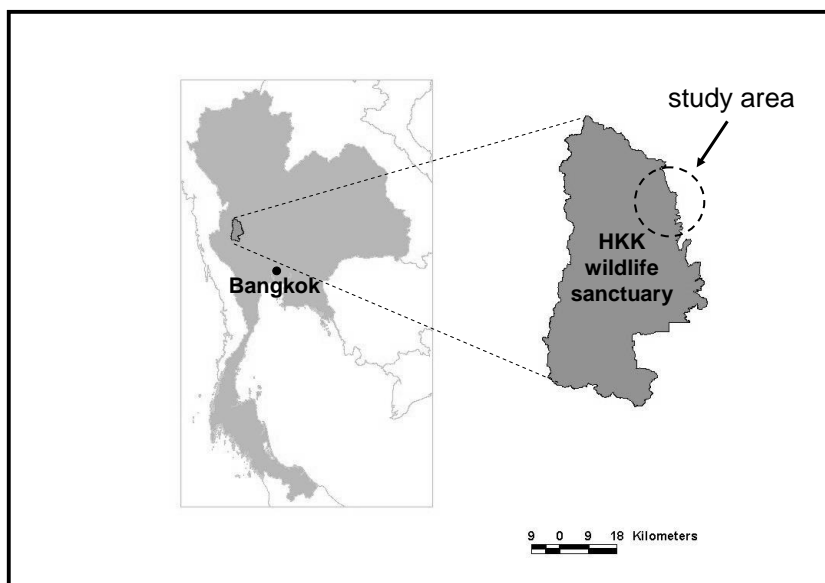 study area
HKK
wildlife
sanctuary
Bangkok
9 0 9 18 Kilometers